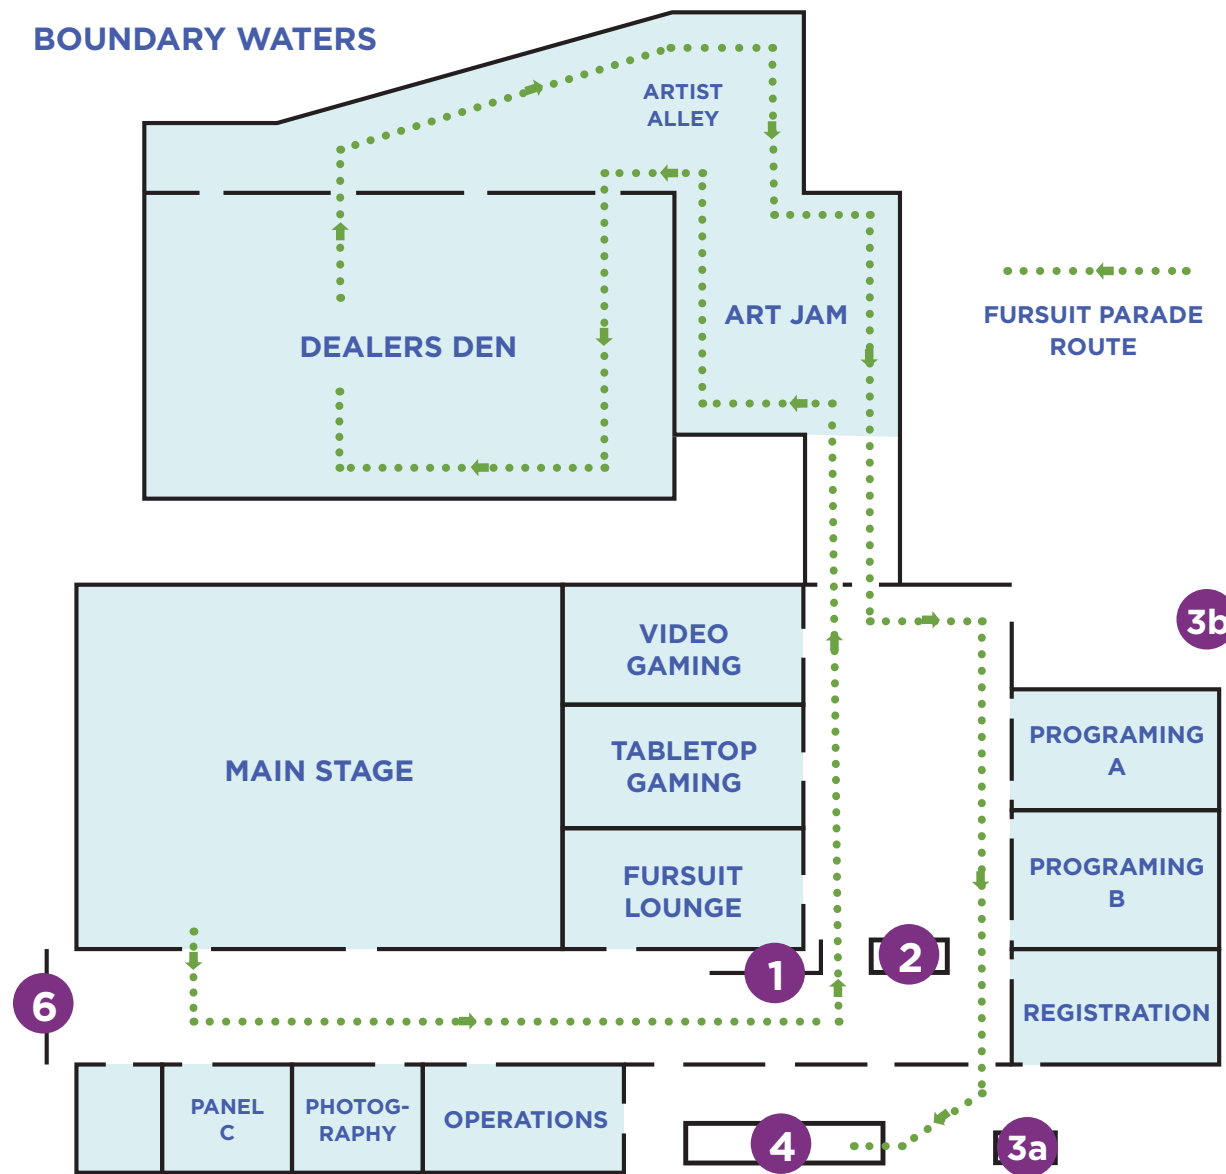 BOUNDARY WATERS
ARTIST
ALLEY
ART JAM
DEALERS DEN
FURSUIT PARADE
ROUTE
3b
VIDEO
GAMING
MAIN STAGE
TABLETOP
GAMING
PROGRAMING
A
FURSUIT
LOUNGE
PROGRAMING
B
1
2
6
REGISTRATION
PANEL
C
PHOTOG-
RAPHY
OPERATIONS
4
3a